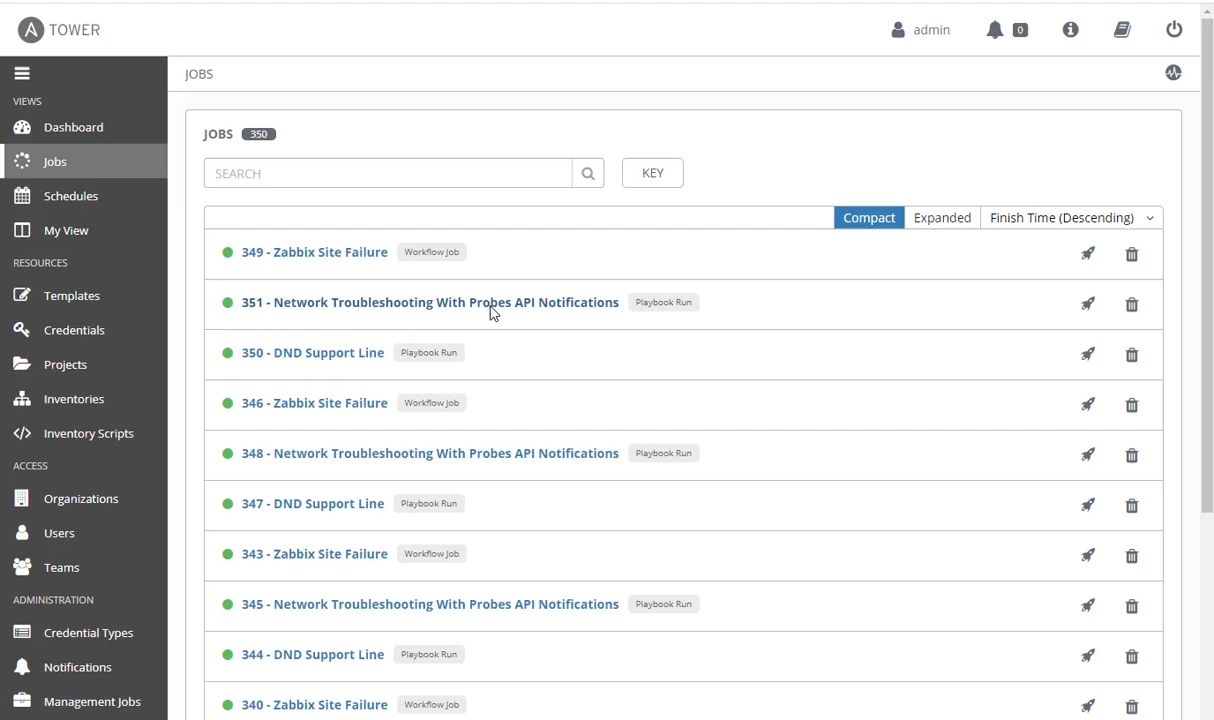 TOWER
admin
0
JOBS
VIEWS
Dashboard
Jobs
Schedules
My View
RESOURCES
Templates
Credentials
Projects
Inventories
Inventory Scripts
ACCESS
Organizations
Users
Teams
ADMINISTRATION
Credential Types
Notifications
Management Jobs
JOBS 350
SEARCH
KEY
Compact Expanded Finish Time (Descending)
349 - Zabbix Site Failure Workflow Job
351 - Network Troubleshooting With Probes API Notifications Playbook Run
350 - DND Support Line Playbook Run
346 - Zabbix Site Failure Workflow Job
348 - Network Troubleshooting With Probes API Notifications Playbook Run
347 - DND Support Line Playbook Run
343 - Zabbix Site Failure Workflow Job
345 - Network Troubleshooting With Probes API Notifications Playbook Run
344 - DND Support Line Playbook Run
340 - Zabbix Site Failure Workflow Job